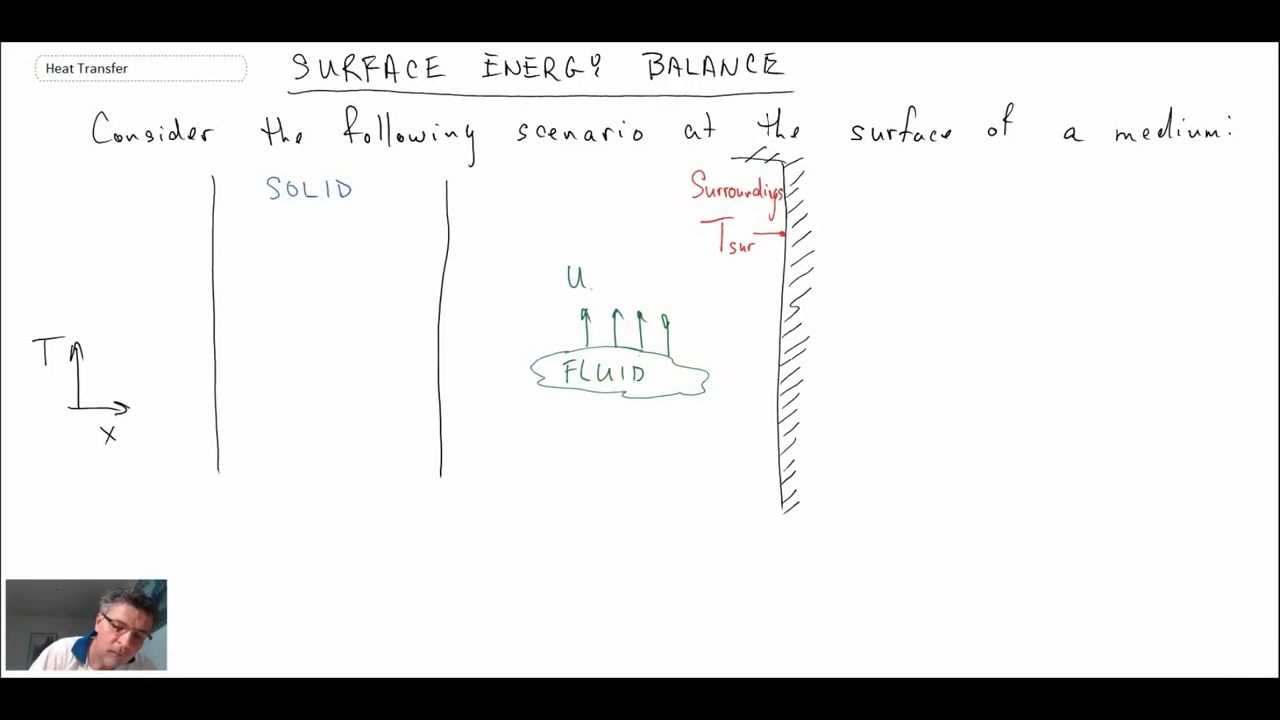 Heat Transfer
SURFACE ENERGY BALANCE
Consider the following scenario at the surface of a medium:
SOLID
Surroundings
Tsur
U
T
FLUID
X